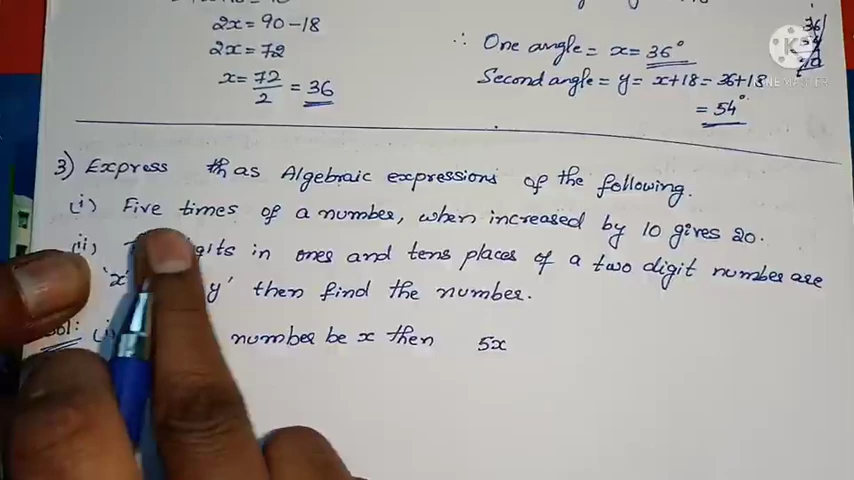 2x = 90 - 18
2x = 72
x = 72/2 = 36
∴ One angle = x = 36°
Second angle = y = x+18 = 36+18
= 54°
3) Express th as Algebraic expressions of the following.
(i) Five times of a number, when increased by 10 gives 20.
(ii) digits in ones and tens places of a two digit number are
'x' y' then find the number.
Sol: (i) number be x then 5x